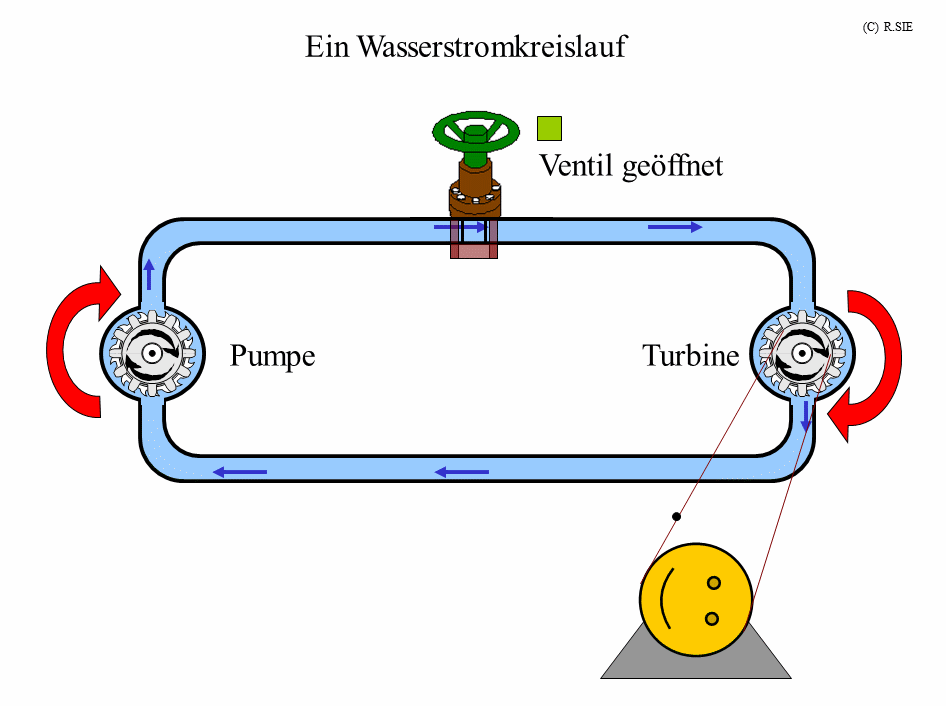 (C) R.SIE
Ein Wasserstromkreislauf
Ventil geöffnet
Pumpe
Turbine